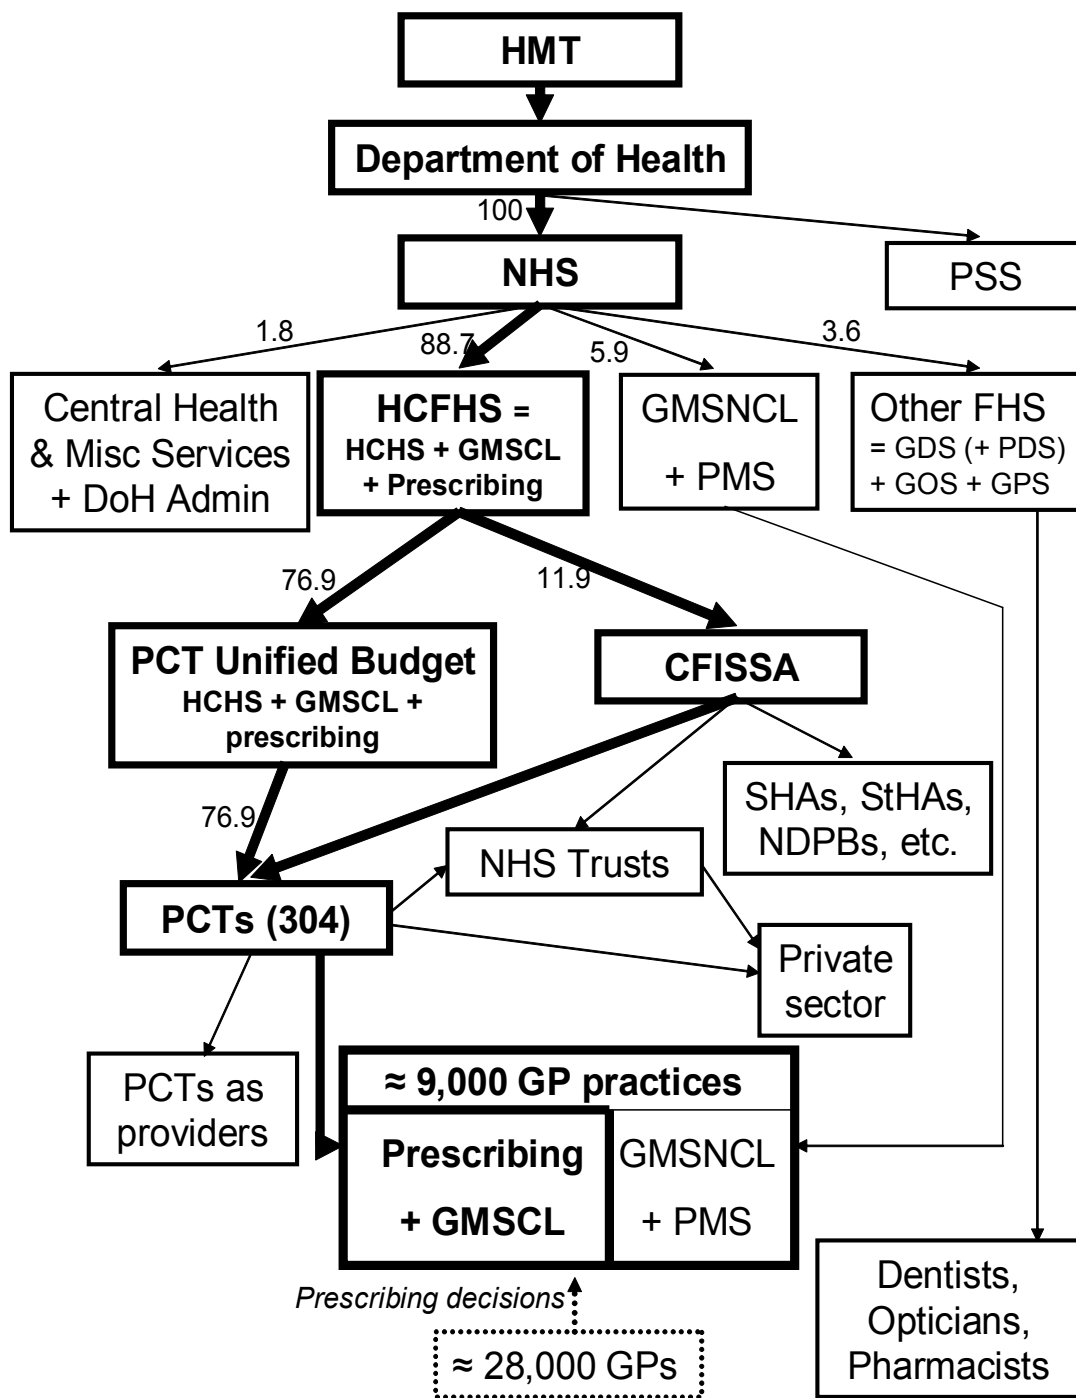 HMT
Department of Health
100
NHS
PSS
1.8
88.7
5.9
3.6
Central Health
& Misc Services
+ DoH Admin
HCFHS =
HCHS + GMSCL
+ Prescribing
GMSNCL
+ PMS
Other FHS
= GDS (+ PDS)
+ GOS + GPS
76.9
11.9
PCT Unified Budget
HCHS + GMSCL +
prescribing
CFISSA
76.9
SHAs, StHAs,
NDPBs, etc.
NHS Trusts
PCTs (304)
Private
sector
PCTs as
providers
≈ 9,000 GP practices
Prescribing
+ GMSCL
GMSNCL
+ PMS
Prescribing decisions
≈ 28,000 GPs
Dentists,
Opticians,
Pharmacists